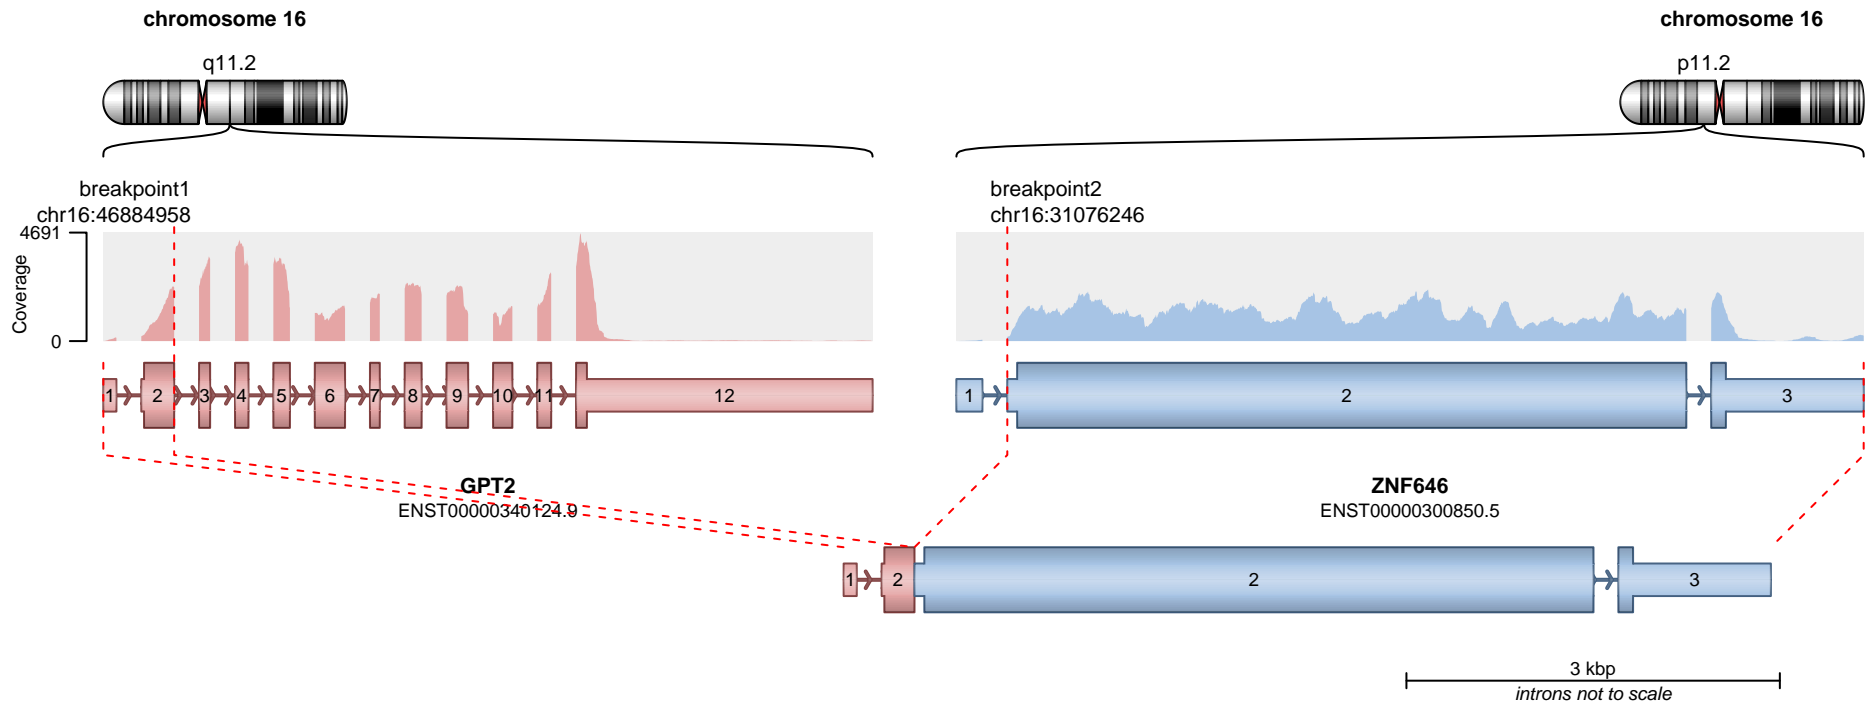 chromosome 16
chromosome 16
q11.2
p11.2
breakpoint1
chr16:46884958
breakpoint2
chr16:31076246
4691
Coverage
0
1 2 3 4 5 6 7 8 9 10 11 12
1 2 3
GPT2
ENST00000340124.9
ZNF646
ENST00000300850.5
1 2 2 3
3 kbp
introns not to scale